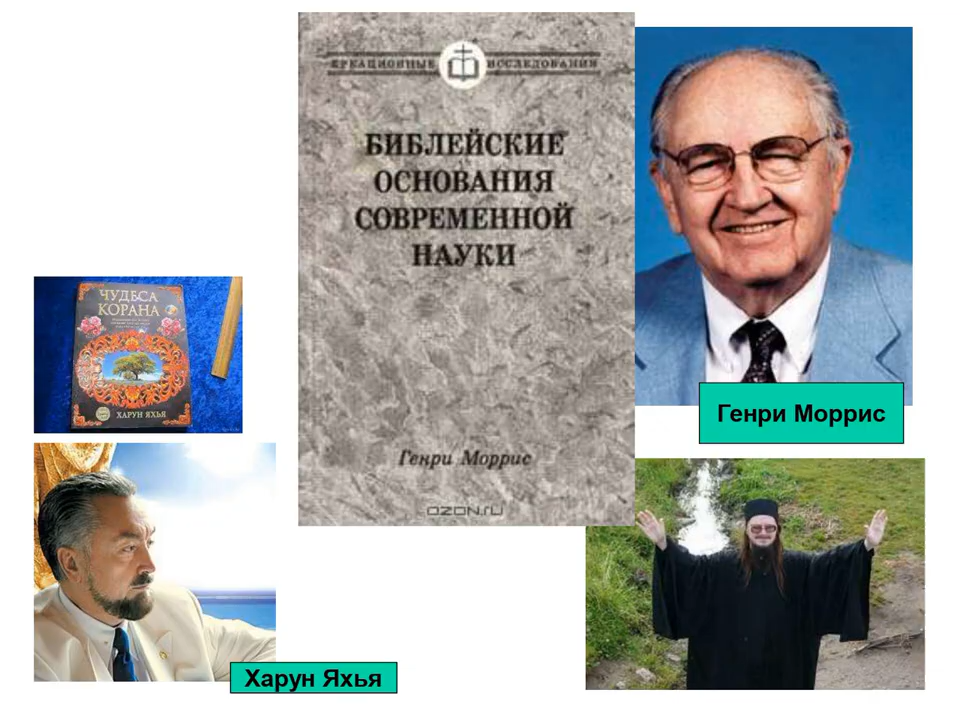 КРЕАЦИОННЫЕ ИССЛЕДОВАНИЯ
БИБЛЕЙСКИЕ
ОСНОВАНИЯ
СОВРЕМЕННОЙ
НАУКИ
Генри Моррис
OZON.RU
Генри Моррис
ЧУДЕСА
КОРАНА
ХАРУН ЯХЬЯ
Харун Яхья